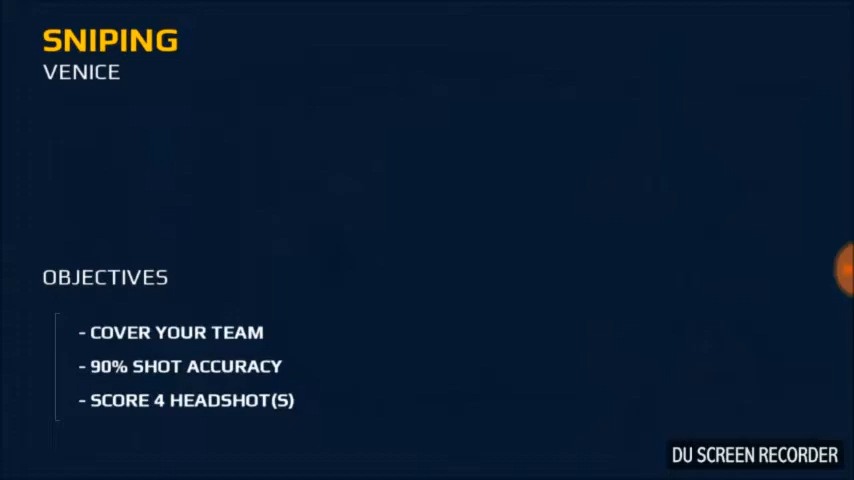 SNIPING
VENICE
OBJECTIVES
- COVER YOUR TEAM
- 90% SHOT ACCURACY
- SCORE 4 HEADSHOT(S)
DU SCREEN RECORDER